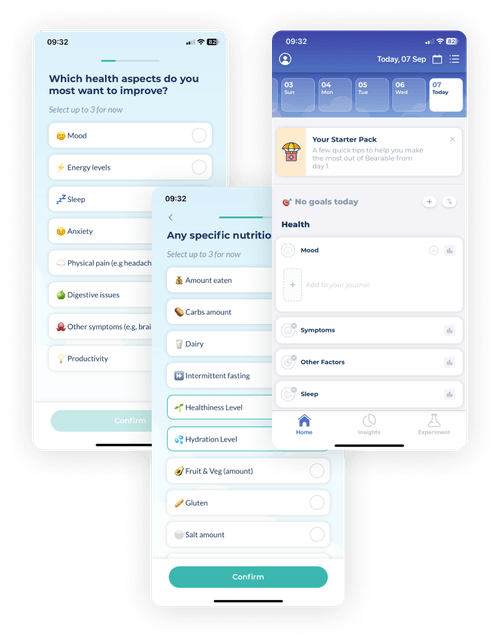 09:32
82
Which health aspects do you
most want to improve?
Select up to 3 for now
Mood
Energy levels
Sleep
Anxiety
Physical pain (e.g headach
Digestive issues
Other symptoms (e.g. brai
Productivity
Confirm
09:32
Any specific nutritio
Select up to 3 for now
Amount eaten
Carbs amount
Dairy
Intermittent fasting
Healthiness Level
Hydration Level
Fruit & Veg (amount)
Gluten
Salt amount
Confirm
09:32
82
Today, 07 Sep
03
Sun
04
Mon
05
Tue
06
Wed
07
Today
Your Starter Pack
A few quick tips to help you make
the most out of Bearable from
day 1.
No goals today
Health
Mood
Add to your journal
Symptoms
Other Factors
Sleep
Home
Insights
Experiment